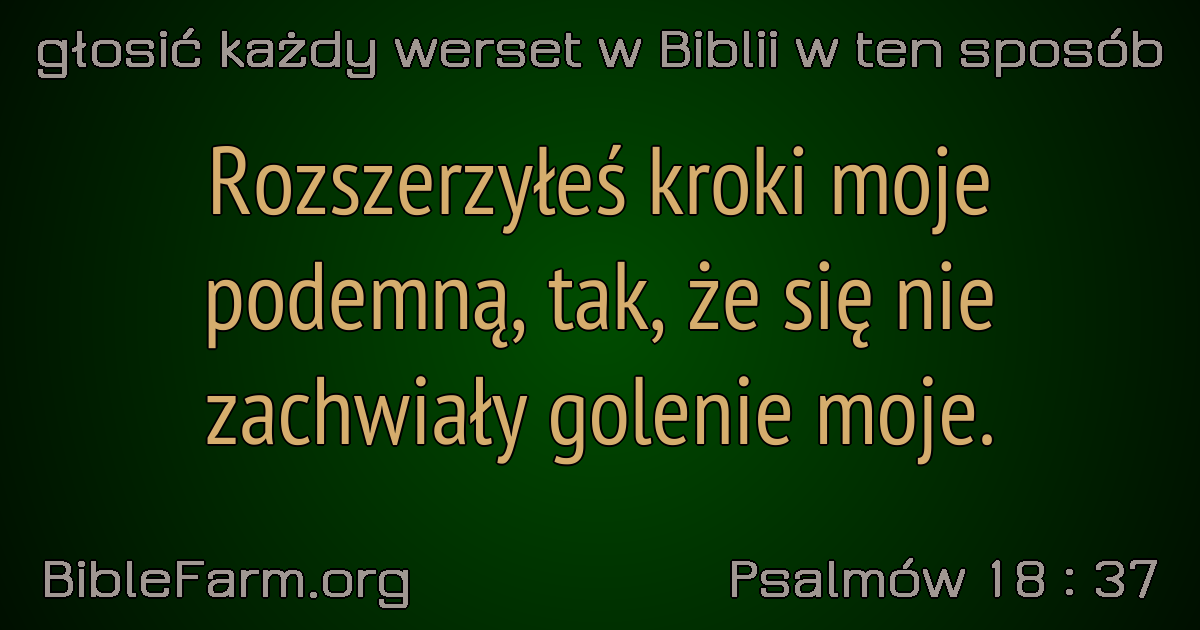 głosić każdy werset w Biblii w ten sposób
Rozszerzyłeś kroki moje
podemną, tak, że się nie
zachwiały golenie moje.
BibleFarm.org
Psalmów 18 : 37